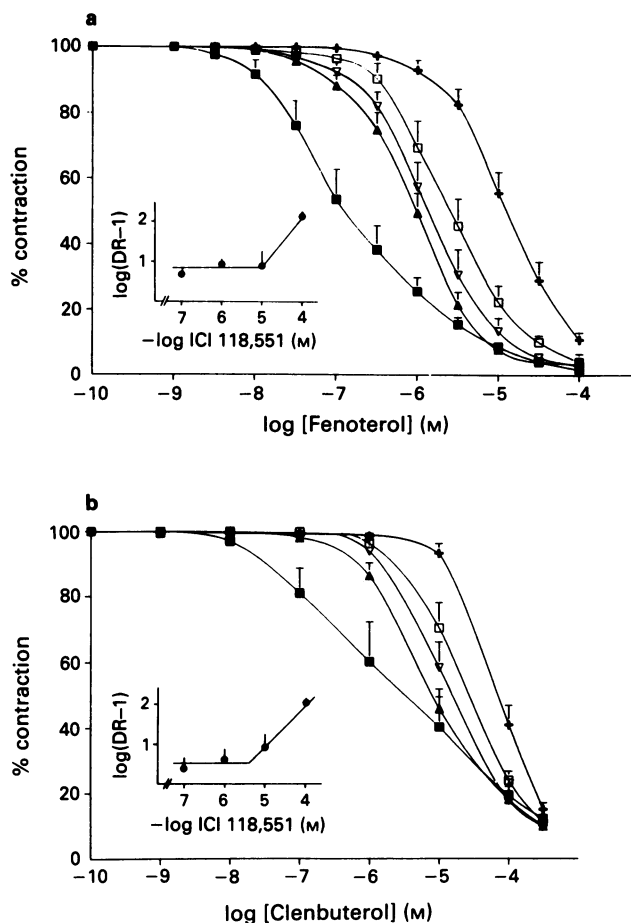 a
100
80
60
40
20
0
% contraction
2
1
log(DR−1)
7 6 5 4
−log ICI 118,551 (M)
−10 −9 −8 −7 −6 −5 −4
log [Fenoterol] (M)
b
100
80
60
40
20
0
% contraction
2
1
log(DR−1)
7 6 5 4
−log ICI 118,551 (M)
−10 −9 −8 −7 −6 −5 −4
log [Clenbuterol] (M)